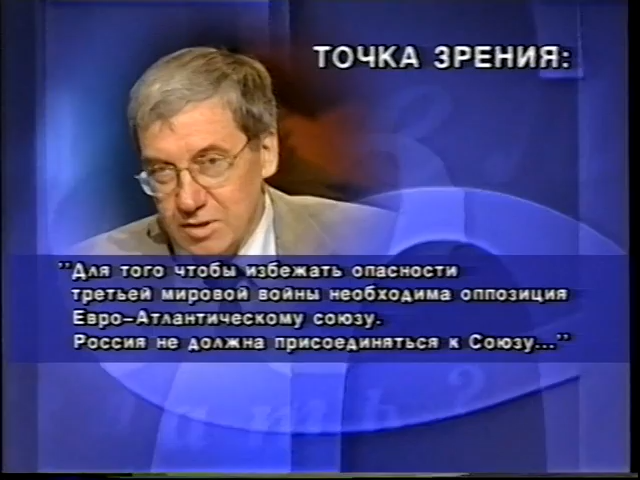 ТОЧКА ЗРЕНИЯ:
"Для того чтобы избежать опасности
третьей мировой войны необходима оппозиция
Евро-Атлантическому союзу.
Россия не должна присоединяться к Союзу..."